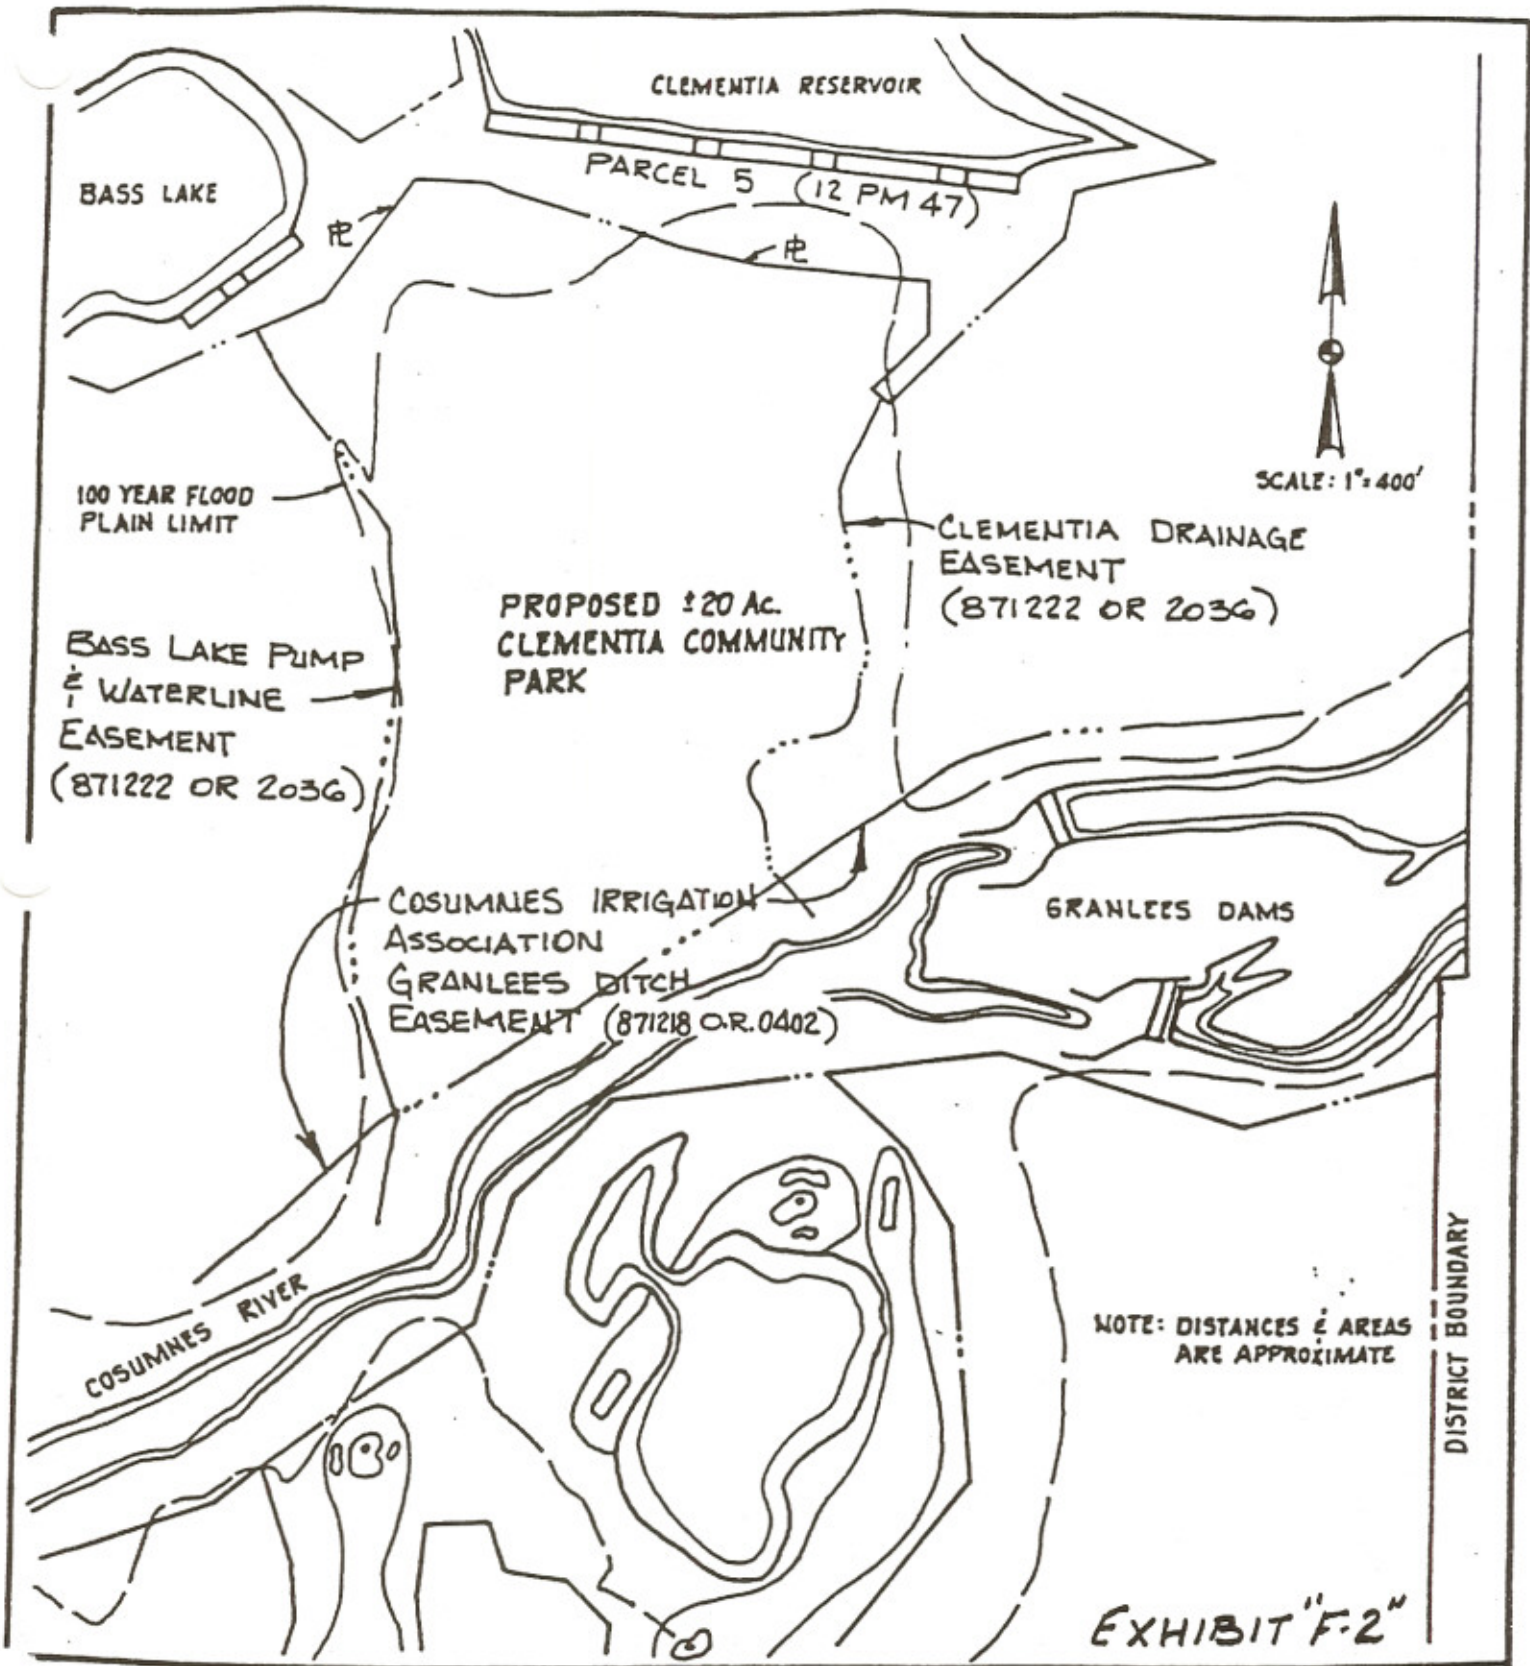 CLEMENTIA RESERVOIR
PARCEL 5 (12 PM 47)
BASS LAKE
PL
PL
SCALE: 1"=400'
100 YEAR FLOOD
PLAIN LIMIT
CLEMENTIA DRAINAGE
EASEMENT
(871222 OR 2036)
PROPOSED ±20 AC.
CLEMENTIA COMMUNITY
PARK
BASS LAKE PUMP
& WATERLINE
EASEMENT
(871222 OR 2036)
COSUMNES IRRIGATION
ASSOCIATION
GRANLEES DITCH
EASEMENT (871218 O.R. 0402)
GRANLEES DAMS
COSUMNES RIVER
NOTE: DISTANCES & AREAS
ARE APPROXIMATE
DISTRICT BOUNDARY
EXHIBIT "F-2"